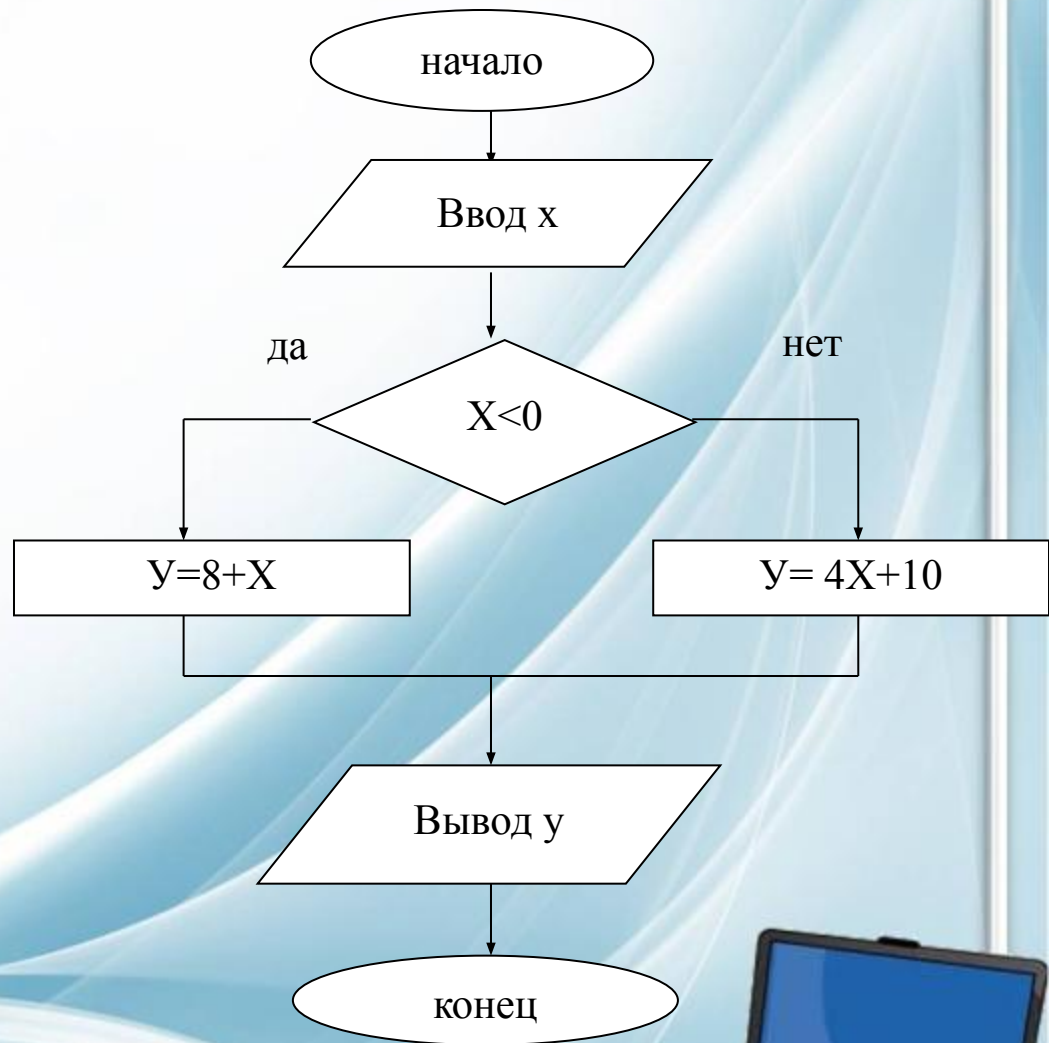 начало
Ввод x
да
нет
X<0
У=8+X
У= 4X+10
Вывод у
конец